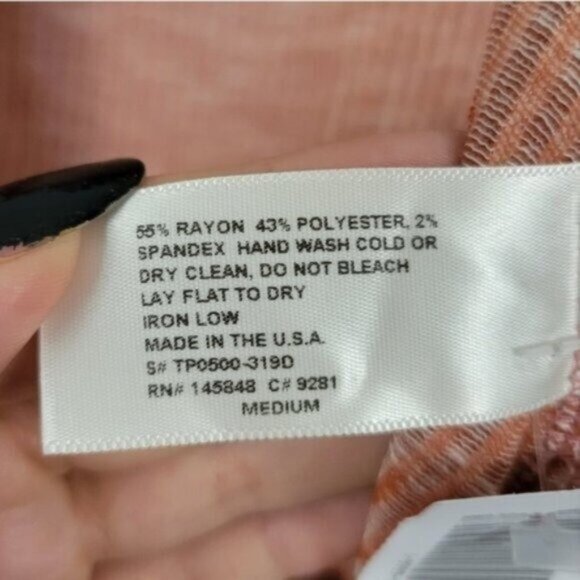 55% RAYON 43% POLYESTER, 2%
SPANDEX HAND WASH COLD OR
DRY CLEAN, DO NOT BLEACH
LAY FLAT TO DRY
IRON LOW
MADE IN THE U.S.A.
S# TP0500-319D
RN# 145848 C# 9281
MEDIUM